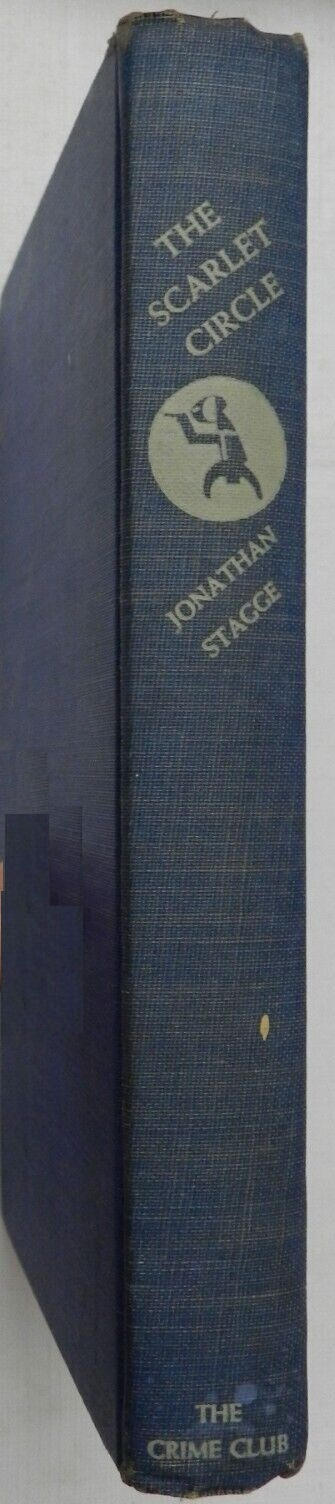 THE
SCARLET
CIRCLE
JONATHAN
STAGGE
THE
CRIME CLUB